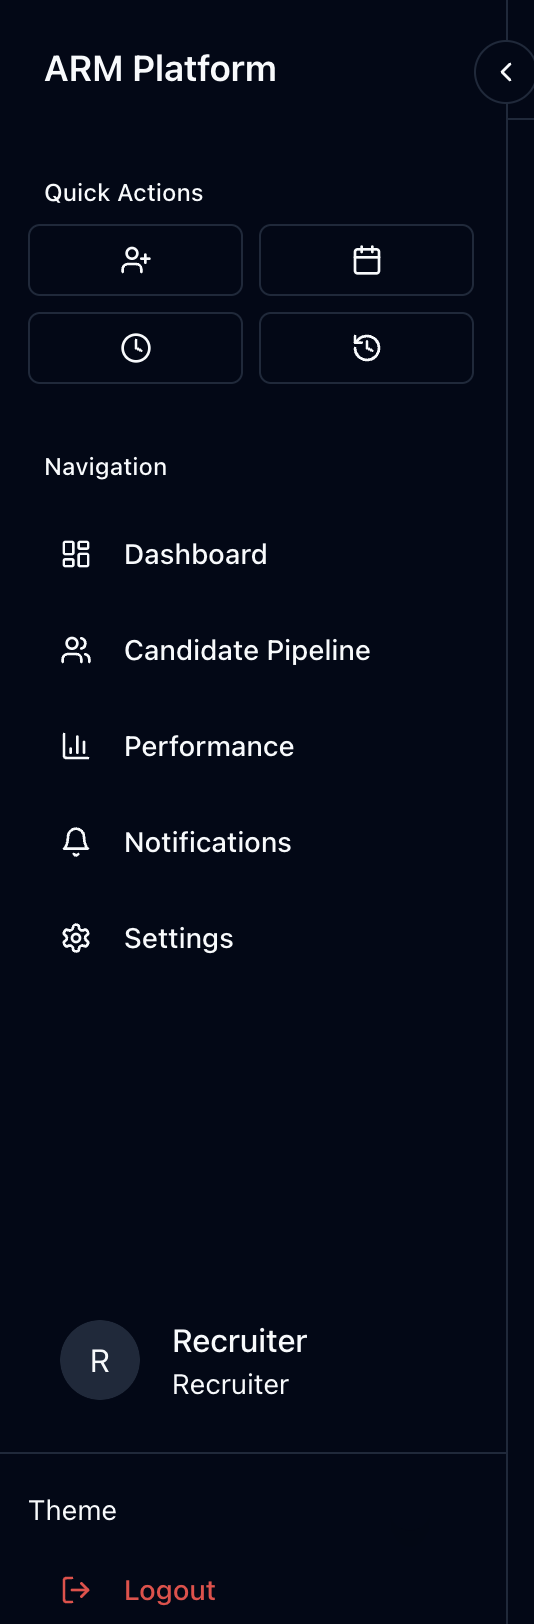 ARM Platform
Quick Actions
Navigation
Dashboard
Candidate Pipeline
Performance
Notifications
Settings
R
Recruiter
Recruiter
Theme
Logout